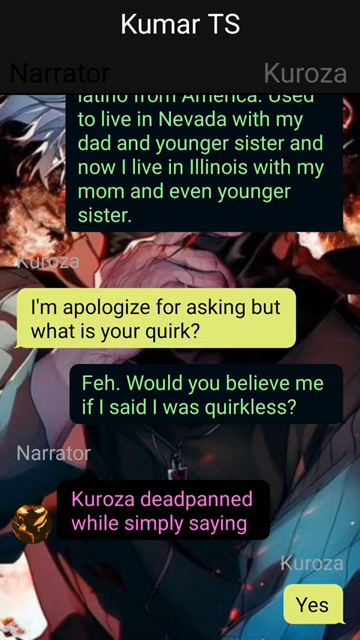 Kumar TS
Narrator
Kuroza
latino from America. Used
to live in Nevada with my
dad and younger sister and
now I live in Illinois with my
mom and even younger
sister.
Kuroza
I'm apologize for asking but
what is your quirk?
Feh. Would you believe me
if I said I was quirkless?
Narrator
Kuroza deadpanned
while simply saying
Kuroza
Yes